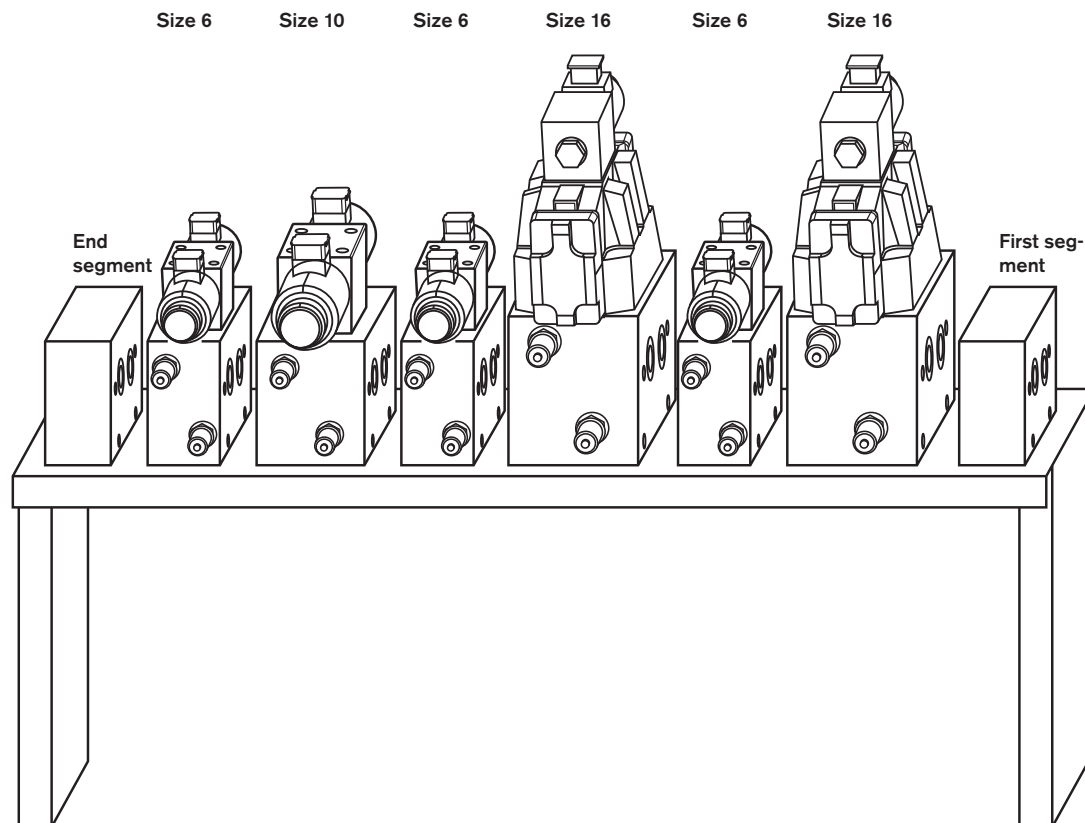 Size 6 Size 10 Size 6 Size 16 Size 6 Size 16
End
segment
First seg-
ment